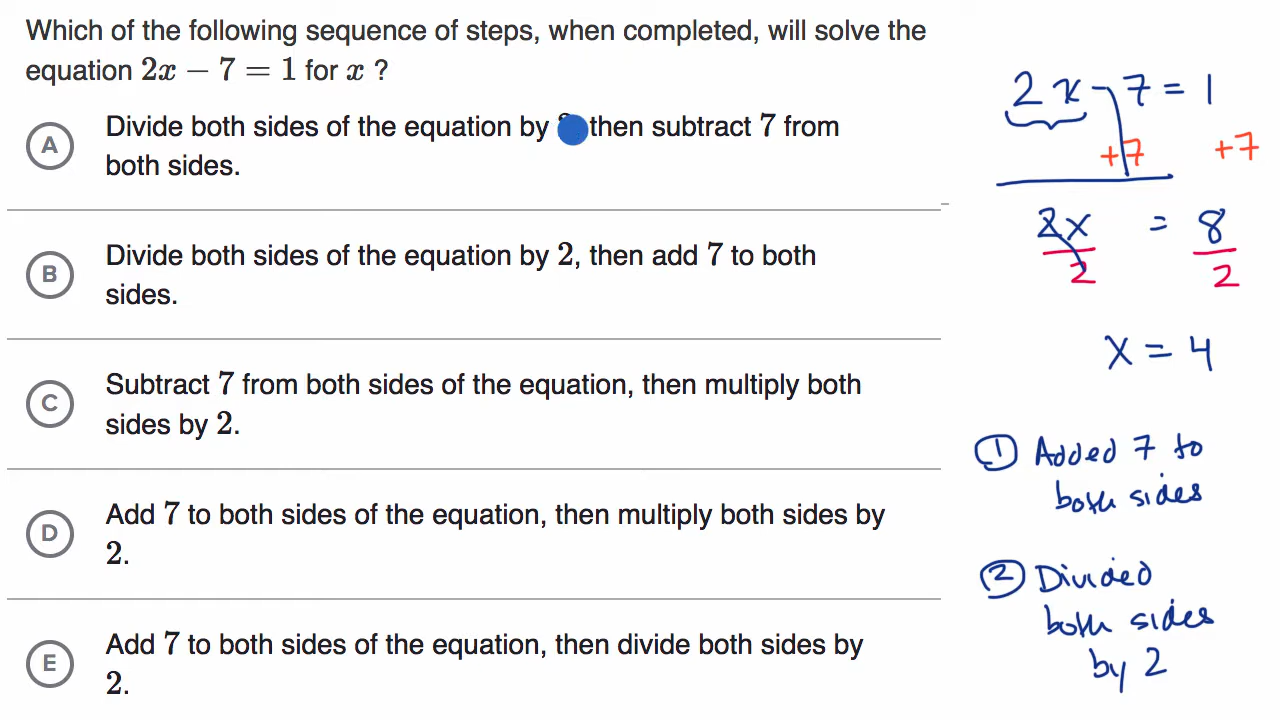 Which of the following sequence of steps, when completed, will solve the
equation 2x − 7 = 1 for x ?
A
Divide both sides of the equation by then subtract 7 from
both sides.
B
Divide both sides of the equation by 2, then add 7 to both
sides.
C
Subtract 7 from both sides of the equation, then multiply both
sides by 2.
D
Add 7 to both sides of the equation, then multiply both sides by
2.
E
Add 7 to both sides of the equation, then divide both sides by
2.
2x - 7 = 1
+7 +7
2x = 8
2 2
x = 4
① Added 7 to
both sides
② Divided
both sides
by 2